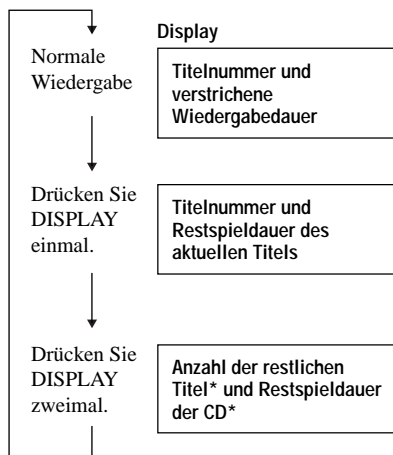 Display
Normale
Wiedergabe
Titelnummer und
verstrichene
Wiedergabedauer
Drücken Sie
DISPLAY
einmal.
Titelnummer und
Restspieldauer des
aktuellen Titels
Drücken Sie
DISPLAY
zweimal.
Anzahl der restlichen
Titel* und Restspieldauer
der CD*